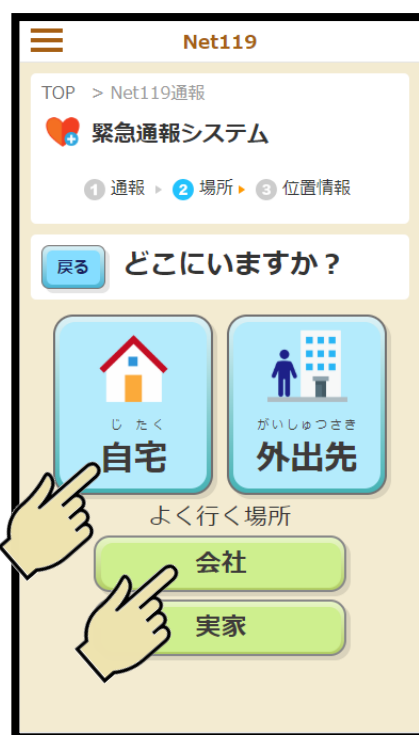 Net119
TOP > Net119通報
緊急通報システム
1 通報 ▸ 2 場所 ▸ 3 位置情報
戻る どこにいますか？
じたく がいしゅつさき
自宅 外出先
よく行く場所
会社
実家